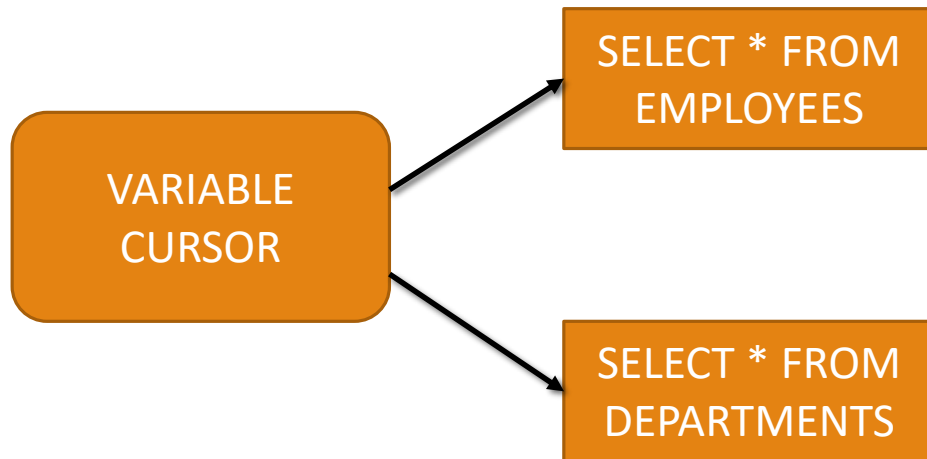 SELECT * FROM
EMPLOYEES
VARIABLE
CURSOR
SELECT * FROM
DEPARTMENTS